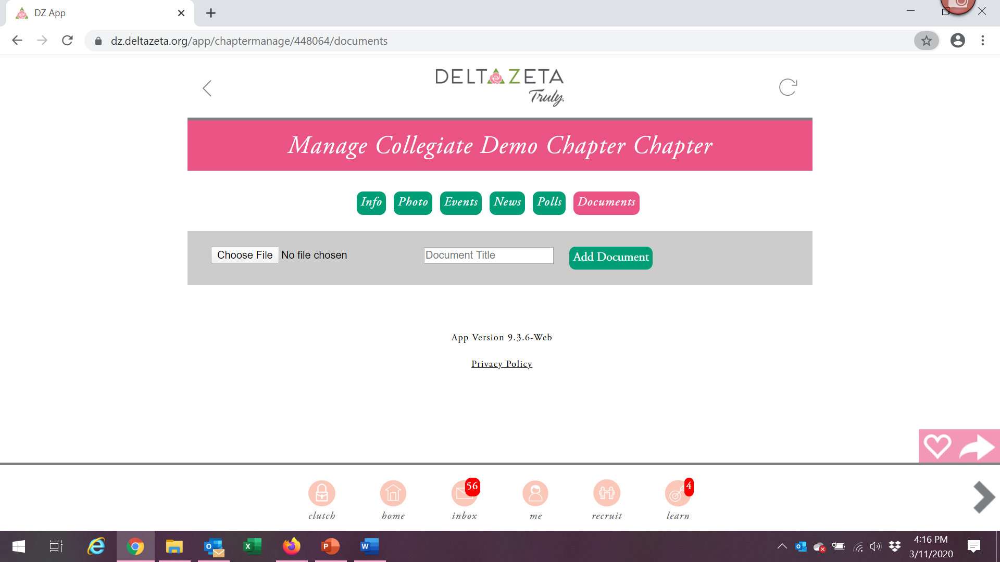 DZ App
dz.deltazeta.org/app/chaptermanage/448064/documents
DELTA ZETA
Truly.
Manage Collegiate Demo Chapter Chapter
Info Photo Events News Polls Documents
Choose File No file chosen Document Title Add Document
App Version 9.3.6-Web
Privacy Policy
56 4
clutch home inbox me recruit learn
4:16 PM
3/11/2020